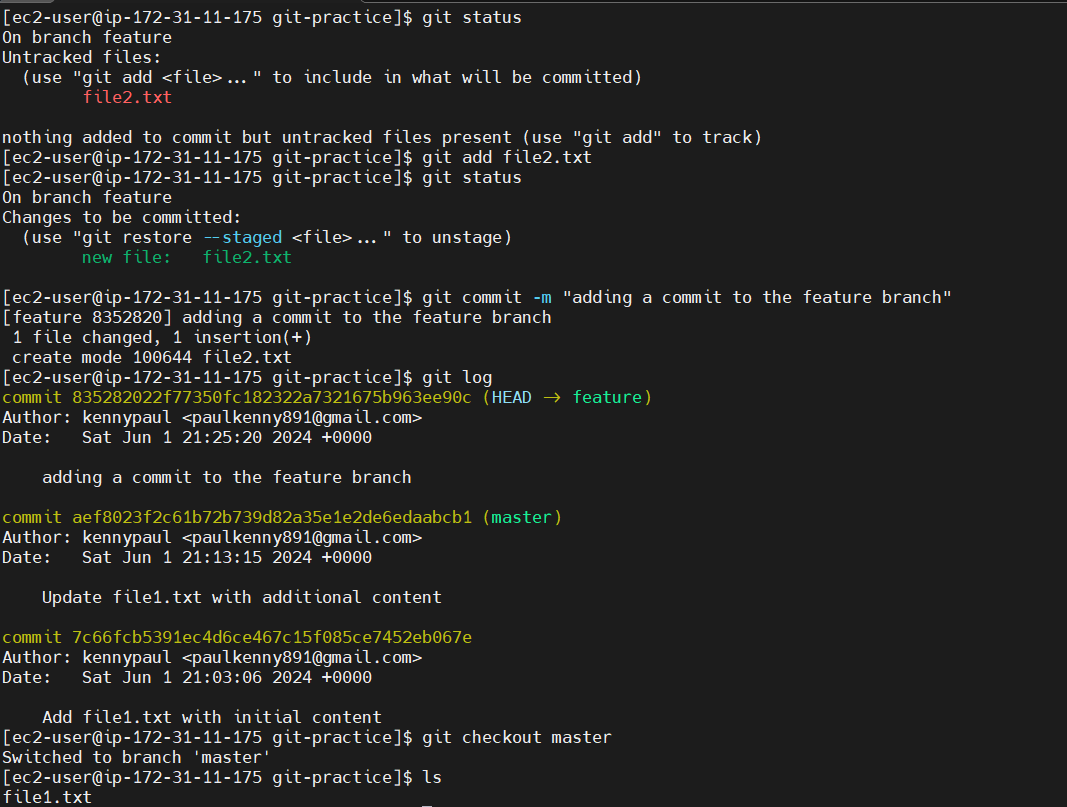 [ec2-user@ip-172-31-11-175 git-practice]$ git status
On branch feature
Untracked files:
  (use "git add <file>..." to include in what will be committed)
        file2.txt

nothing added to commit but untracked files present (use "git add" to track)
[ec2-user@ip-172-31-11-175 git-practice]$ git add file2.txt
[ec2-user@ip-172-31-11-175 git-practice]$ git status
On branch feature
Changes to be committed:
  (use "git restore --staged <file>..." to unstage)
        new file:   file2.txt

[ec2-user@ip-172-31-11-175 git-practice]$ git commit -m "adding a commit to the feature branch"
[feature 8352820] adding a commit to the feature branch
 1 file changed, 1 insertion(+)
 create mode 100644 file2.txt
[ec2-user@ip-172-31-11-175 git-practice]$ git log
commit 835282022f77350fc182322a7321675b963ee90c (HEAD -> feature)
Author: kennypaul <paulkenny891@gmail.com>
Date:   Sat Jun 1 21:25:20 2024 +0000

    adding a commit to the feature branch

commit aef8023f2c61b72b739d82a35e1e2de6edaabcb1 (master)
Author: kennypaul <paulkenny891@gmail.com>
Date:   Sat Jun 1 21:13:15 2024 +0000

    Update file1.txt with additional content

commit 7c66fcb5391ec4d6ce467c15f085ce7452eb067e
Author: kennypaul <paulkenny891@gmail.com>
Date:   Sat Jun 1 21:03:06 2024 +0000

    Add file1.txt with initial content
[ec2-user@ip-172-31-11-175 git-practice]$ git checkout master
Switched to branch 'master'
[ec2-user@ip-172-31-11-175 git-practice]$ ls
file1.txt